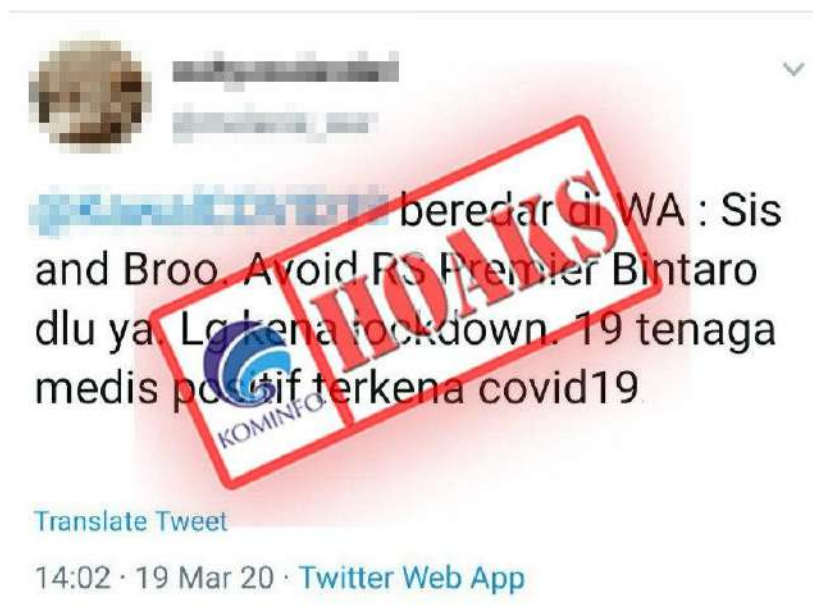 beredar di WA : Sis
and Broo. Avoid RS Premier Bintaro
dlu ya. Lg kena lockdown. 19 tenaga
medis positif terkena covid19
HOAKS
KOMINFO
Translate Tweet
14:02 · 19 Mar 20 · Twitter Web App